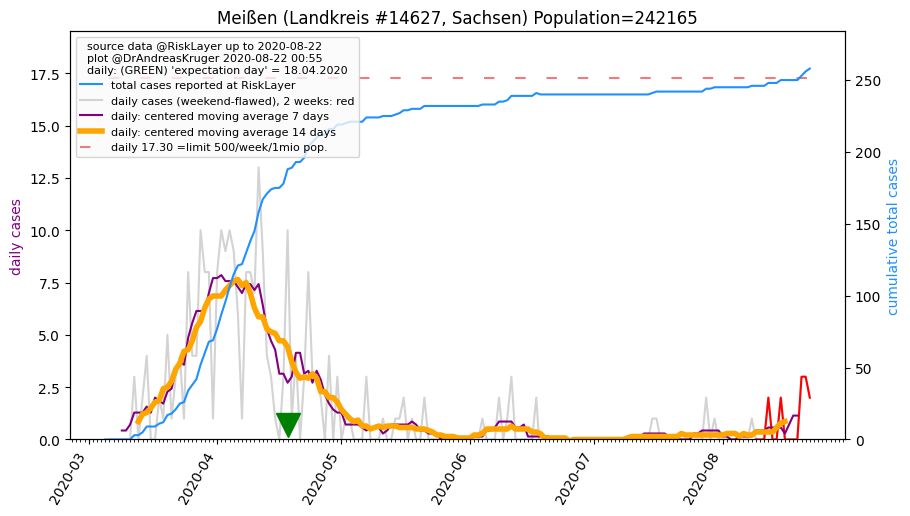 Meißen (Landkreis #14627, Sachsen) Population=242165
source data @RiskLayer up to 2020-08-22
plot @DrAndreasKruger 2020-08-22 00:55
daily: (GREEN) 'expectation day' = 18.04.2020
total cases reported at RiskLayer
daily cases (weekend-flawed), 2 weeks: red
daily: centered moving average 7 days
daily: centered moving average 14 days
daily 17.30 =limit 500/week/1mio pop.
daily cases
17.5
15.0
12.5
10.0
7.5
5.0
2.5
0.0
cumulative total cases
250
200
150
100
50
0
2020-03
2020-04
2020-05
2020-06
2020-07
2020-08